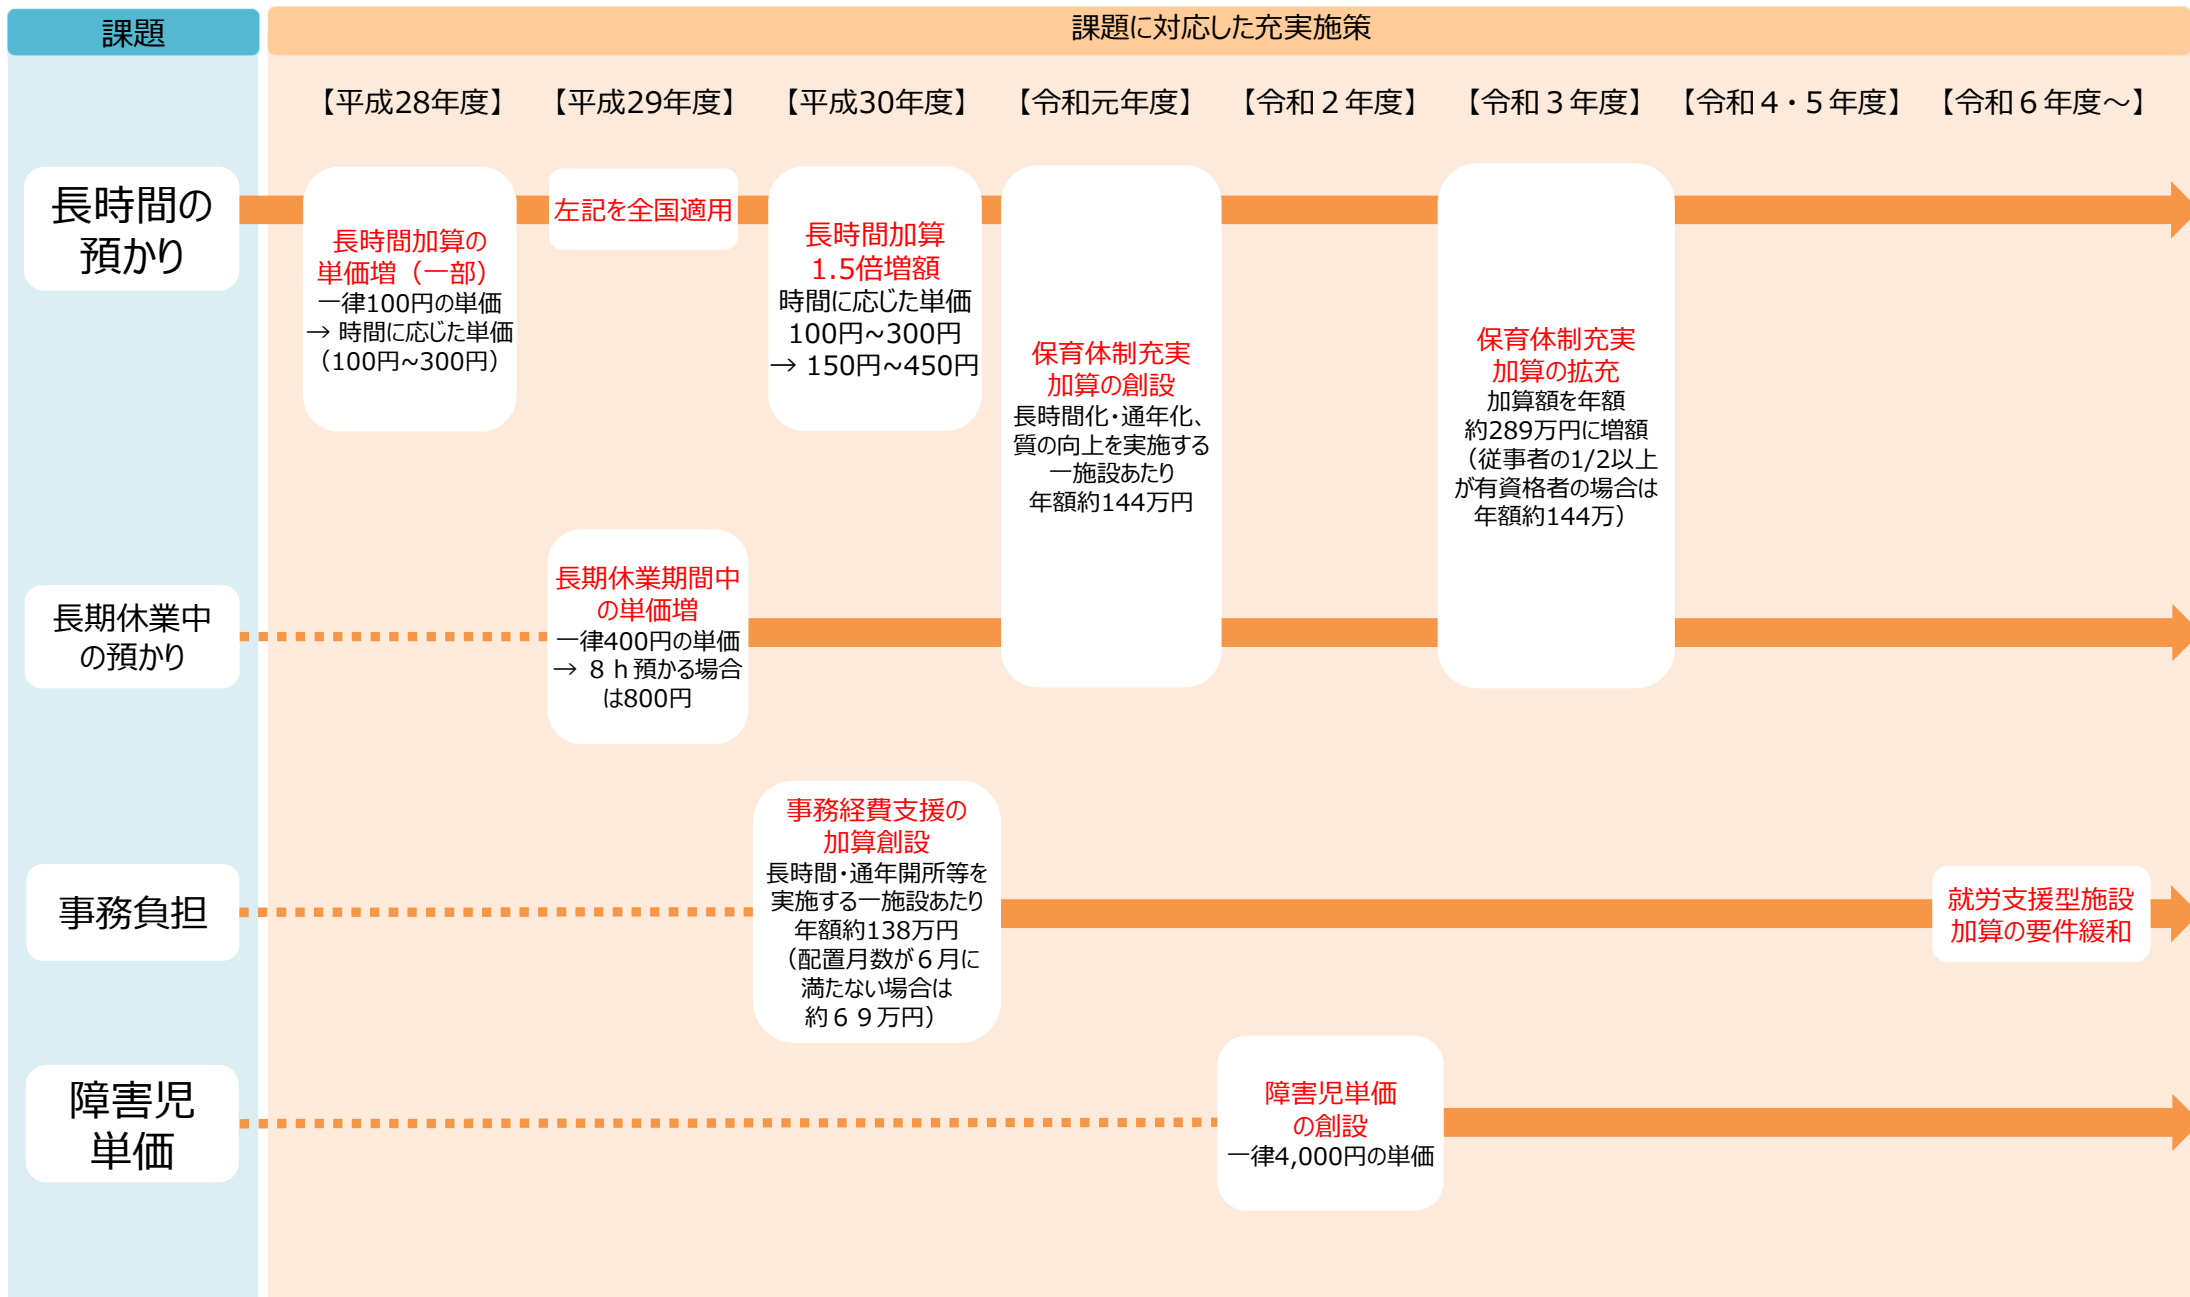 課題
課題に対応した充実施策
【平成28年度】
【平成29年度】
【平成30年度】
【令和元年度】
【令和２年度】
【令和３年度】
【令和４・５年度】
【令和６年度～】
長時間の
預かり
長時間加算の
単価増（一部）
一律100円の単価
→ 時間に応じた単価
（100円~300円）
左記を全国適用
長時間加算
1.5倍増額
時間に応じた単価
100円~300円
→ 150円~450円
保育体制充実
加算の創設
長時間化・通年化、
質の向上を実施する
一施設あたり
年額約144万円
保育体制充実
加算の拡充
加算額を年額
約289万円に増額
（従事者の1/2以上
が有資格者の場合は
年額約144万）
長期休業中
の預かり
長期休業期間中
の単価増
一律400円の単価
→ ８ｈ預かる場合
は800円
事務負担
事務経費支援の
加算創設
長時間・通年開所等を
実施する一施設あたり
年額約138万円
（配置月数が６月に
満たない場合は
約６９万円）
就労支援型施設
加算の要件緩和
障害児
単価
障害児単価
の創設
一律4,000円の単価